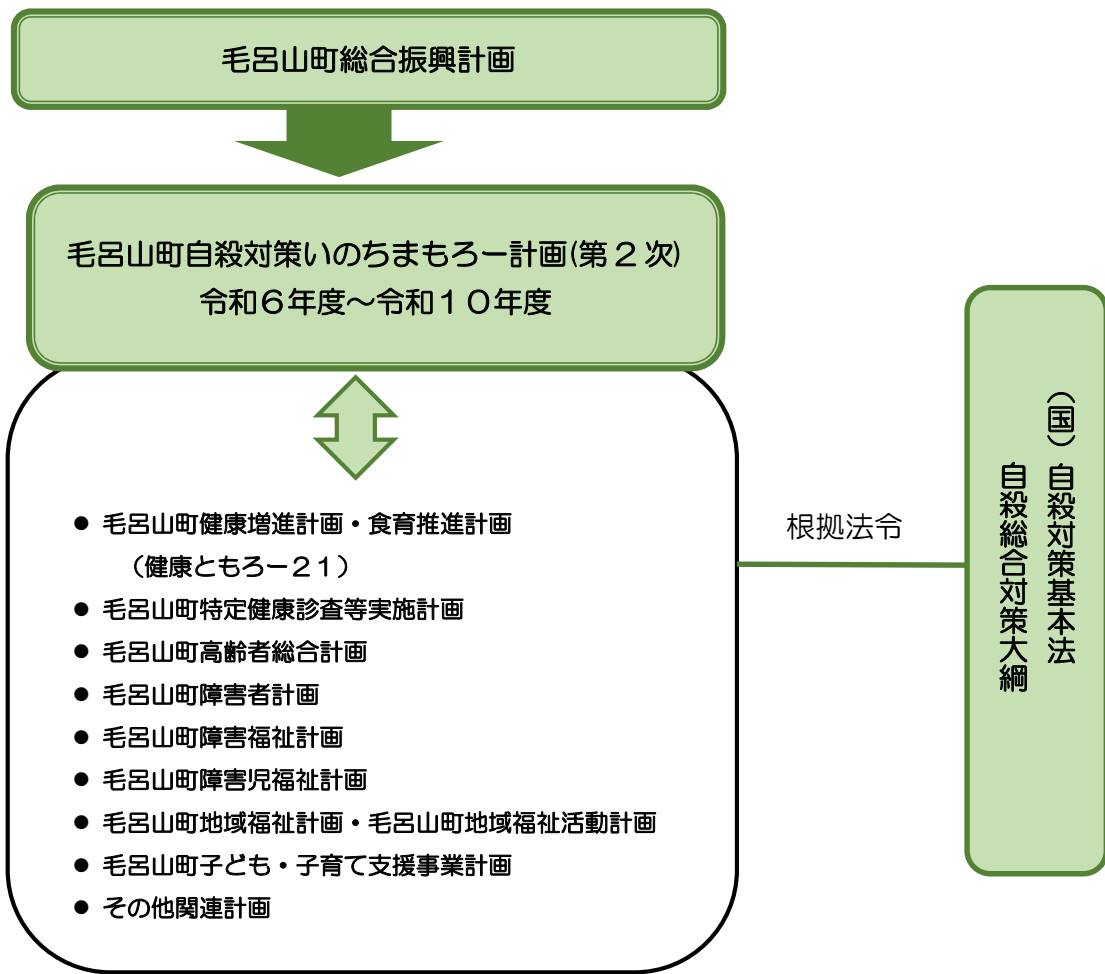 毛呂山町総合振興計画
毛呂山町自殺対策いのちまもろー計画(第２次)
令和６年度～令和１０年度
● 毛呂山町健康増進計画・食育推進計画
（健康ともろー２１）
● 毛呂山町特定健康診査等実施計画
● 毛呂山町高齢者総合計画
● 毛呂山町障害者計画
● 毛呂山町障害福祉計画
● 毛呂山町障害児福祉計画
● 毛呂山町地域福祉計画・毛呂山町地域福祉活動計画
● 毛呂山町子ども・子育て支援事業計画
● その他関連計画
根拠法令
（国）自殺対策基本法
自殺総合対策大綱